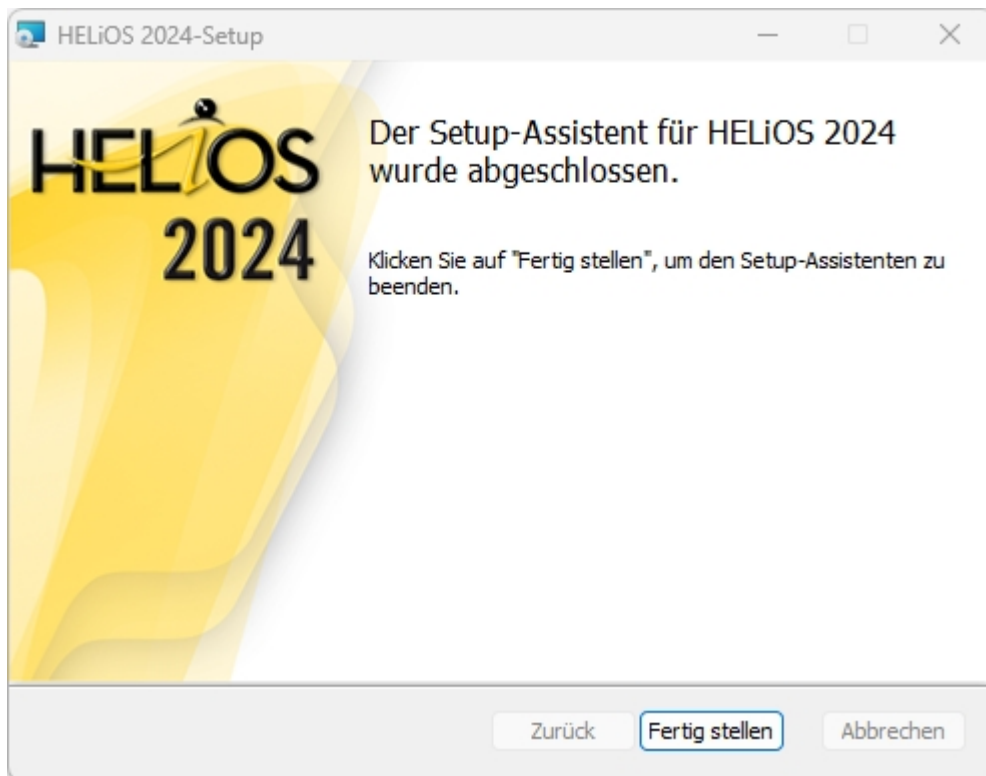 HELiOS 2024-Setup
HELiOS
2024
Der Setup-Assistent für HELiOS 2024
wurde abgeschlossen.
Klicken Sie auf "Fertig stellen", um den Setup-Assistenten zu
beenden.
Zurück
Fertig stellen
Abbrechen